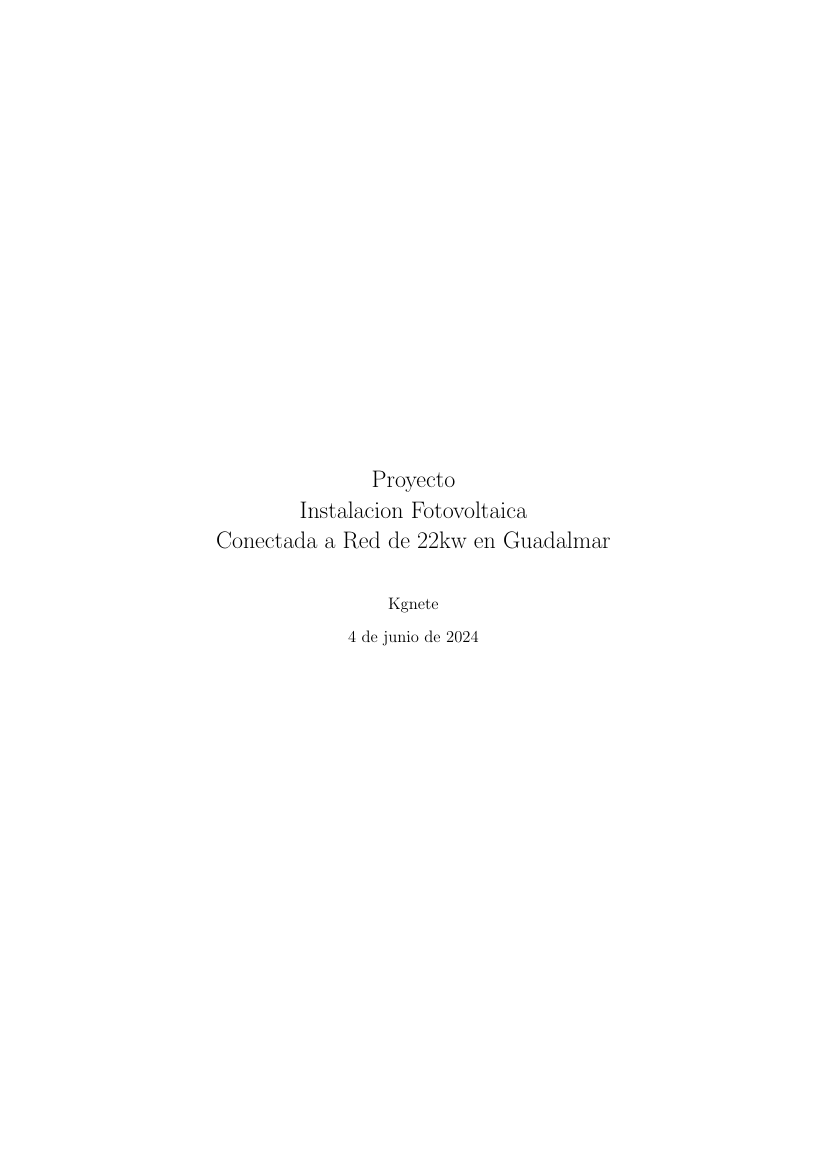 Proyecto
Instalacion Fotovoltaica
Conectada a Red de 22kw en Guadalmar
Kgnete
4 de junio de 2024